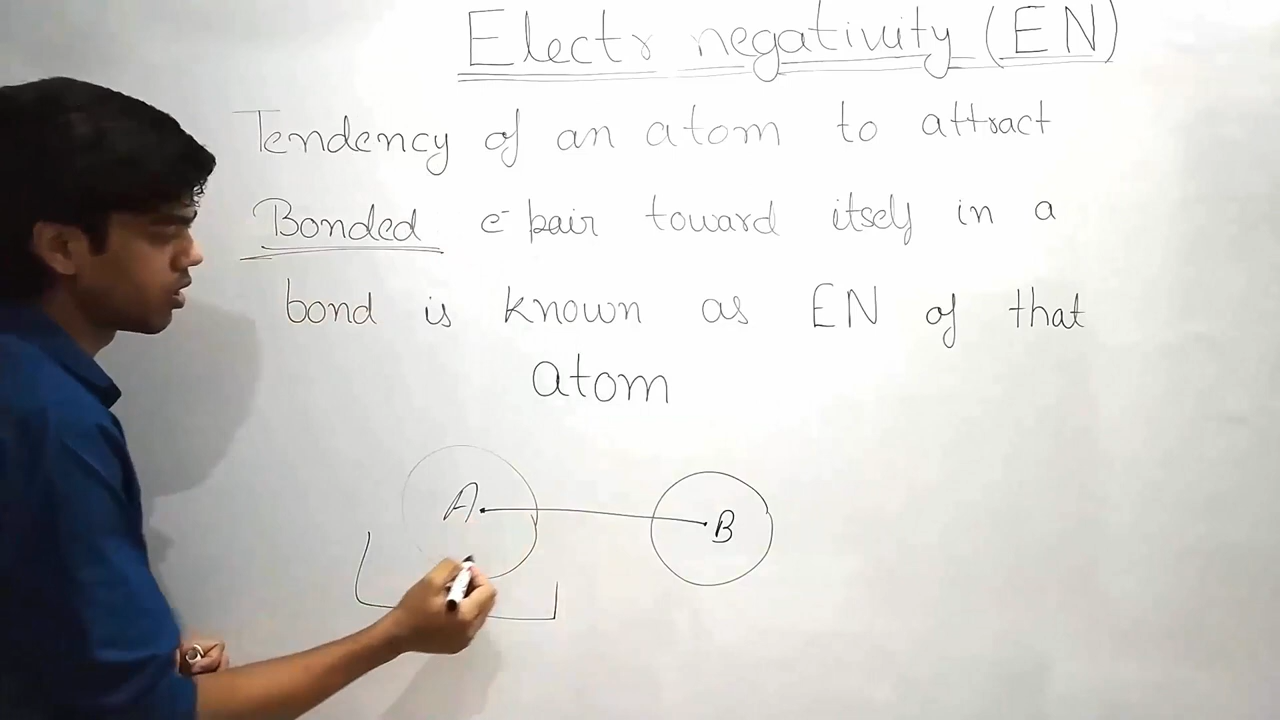 Electr negativity (EN)
Tendency of an atom to attract
Bonded e- pair toward itself in a
bond is known as EN of that
atom
A B